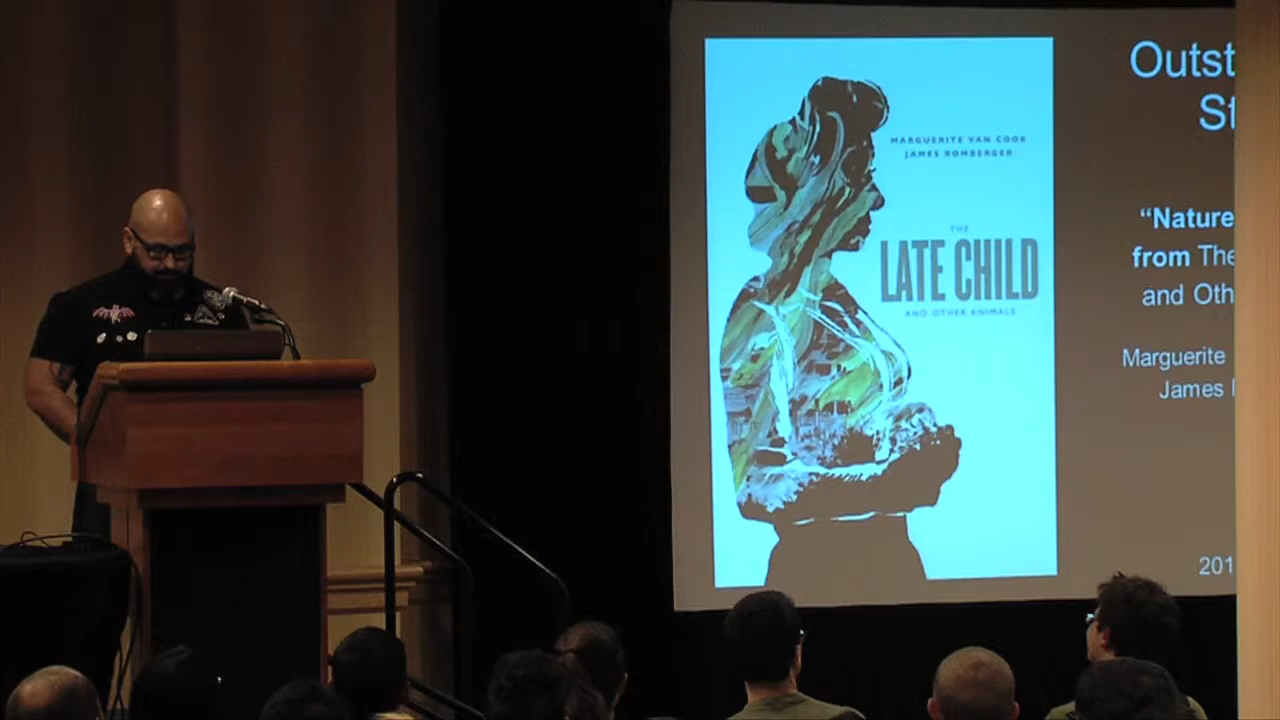 MARGUERITE VAN COOK
JAMES ROMBERGER
THE
LATE CHILD
AND OTHER ANIMALS
Outst
St
“Nature
from The
and Oth
Marguerite
James
201